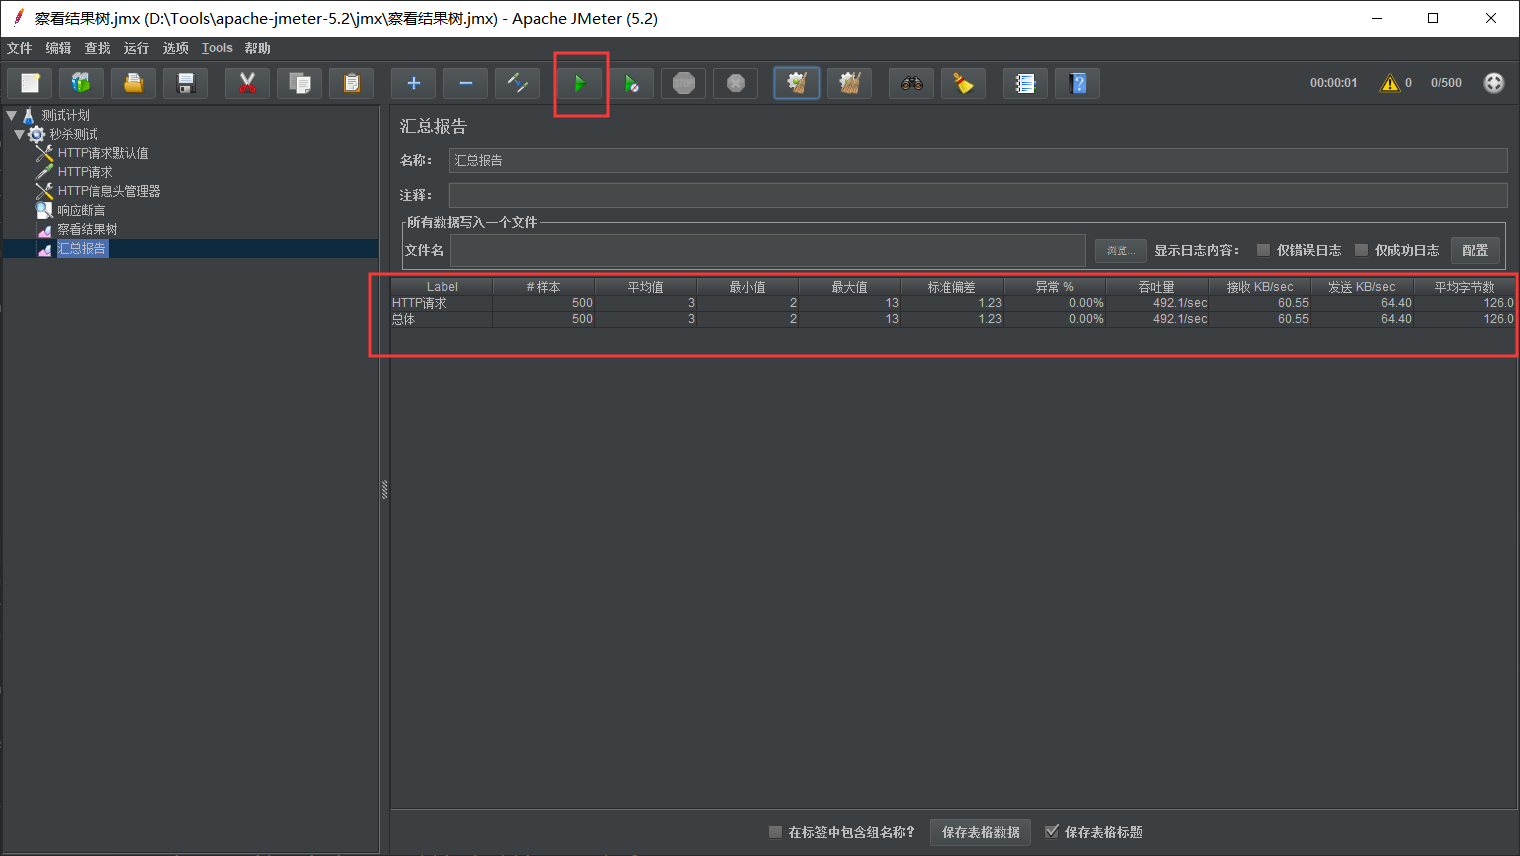 察看结果树.jmx (D:\Tools\apache-jmeter-5.2\jmx\察看结果树.jmx) - Apache JMeter (5.2)
文件 编辑 查找 运行 选项 Tools 帮助
STOP 00:00:01 0 0/500
测试计划
秒杀测试
HTTP请求默认值
HTTP请求
HTTP信息头管理器
响应断言
察看结果树
汇总报告
汇总报告
名称： 汇总报告
注释：
所有数据写入一个文件
文件名 浏览... 显示日志内容： 仅错误日志 仅成功日志 配置
Label # 样本 平均值 最小值 最大值 标准偏差 异常 % 吞吐量 接收 KB/sec 发送 KB/sec 平均字节数
HTTP请求 500 3 2 13 1.23 0.00% 492.1/sec 60.55 64.40 126.0
总体 500 3 2 13 1.23 0.00% 492.1/sec 60.55 64.40 126.0
在标签中包含组名称？ 保存表格数据 保存表格标题